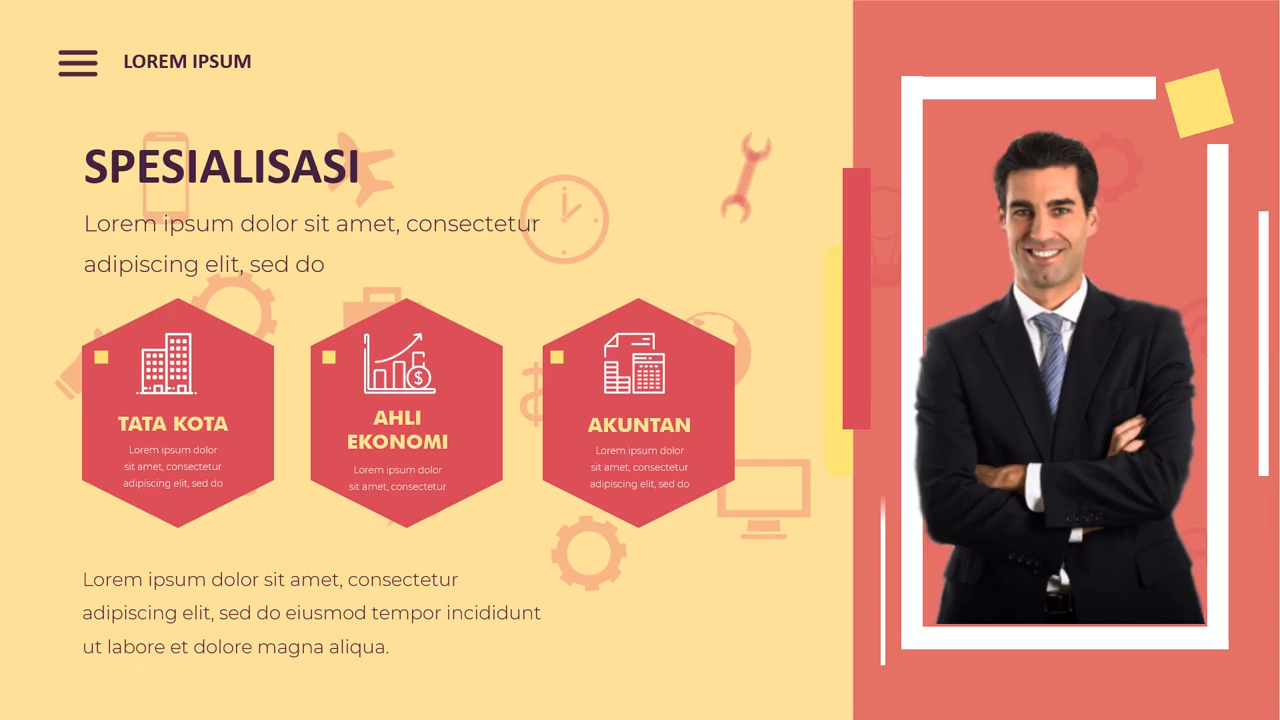 LOREM IPSUM
SPESIALISASI
Lorem ipsum dolor sit amet, consectetur
adipiscing elit, sed do
TATA KOTA
Lorem ipsum dolor
sit amet, consectetur
adipiscing elit, sed do
AHLI
EKONOMI
Lorem ipsum dolor
sit amet, consectetur
AKUNTAN
Lorem ipsum dolor
sit amet, consectetur
adipiscing elit, sed do
Lorem ipsum dolor sit amet, consectetur
adipiscing elit, sed do eiusmod tempor incididunt
ut labore et dolore magna aliqua.